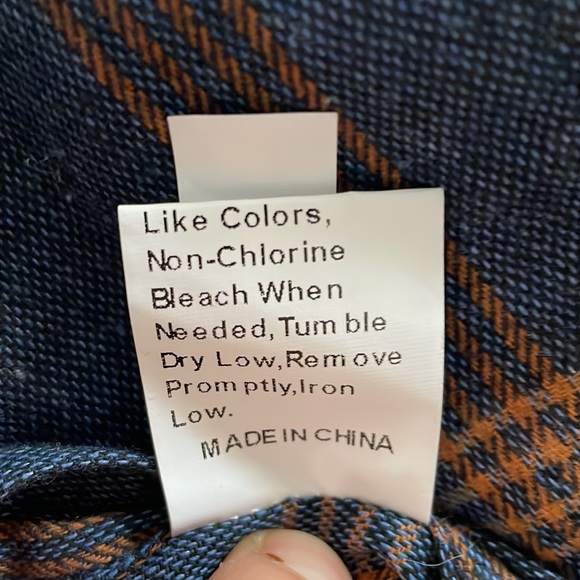 Like Colors,
Non-Chlorine
Bleach When
Needed,Tumble
Dry Low,Remove
Promptly,Iron
Low.
MADE IN CHINA